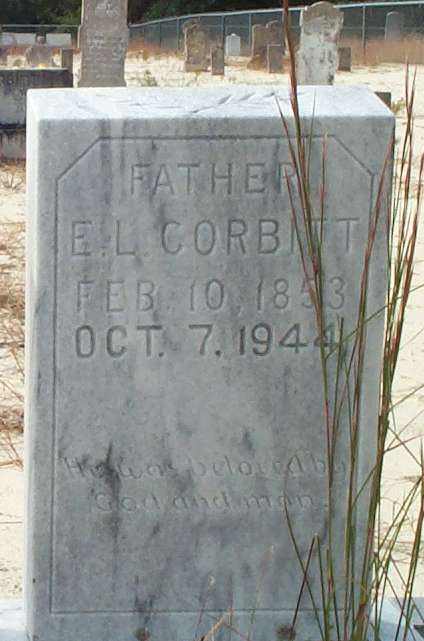 FATHER
E. L. CORBITT
FEB. 10, 1853
OCT. 7, 1944
He was beloved by
God and man.